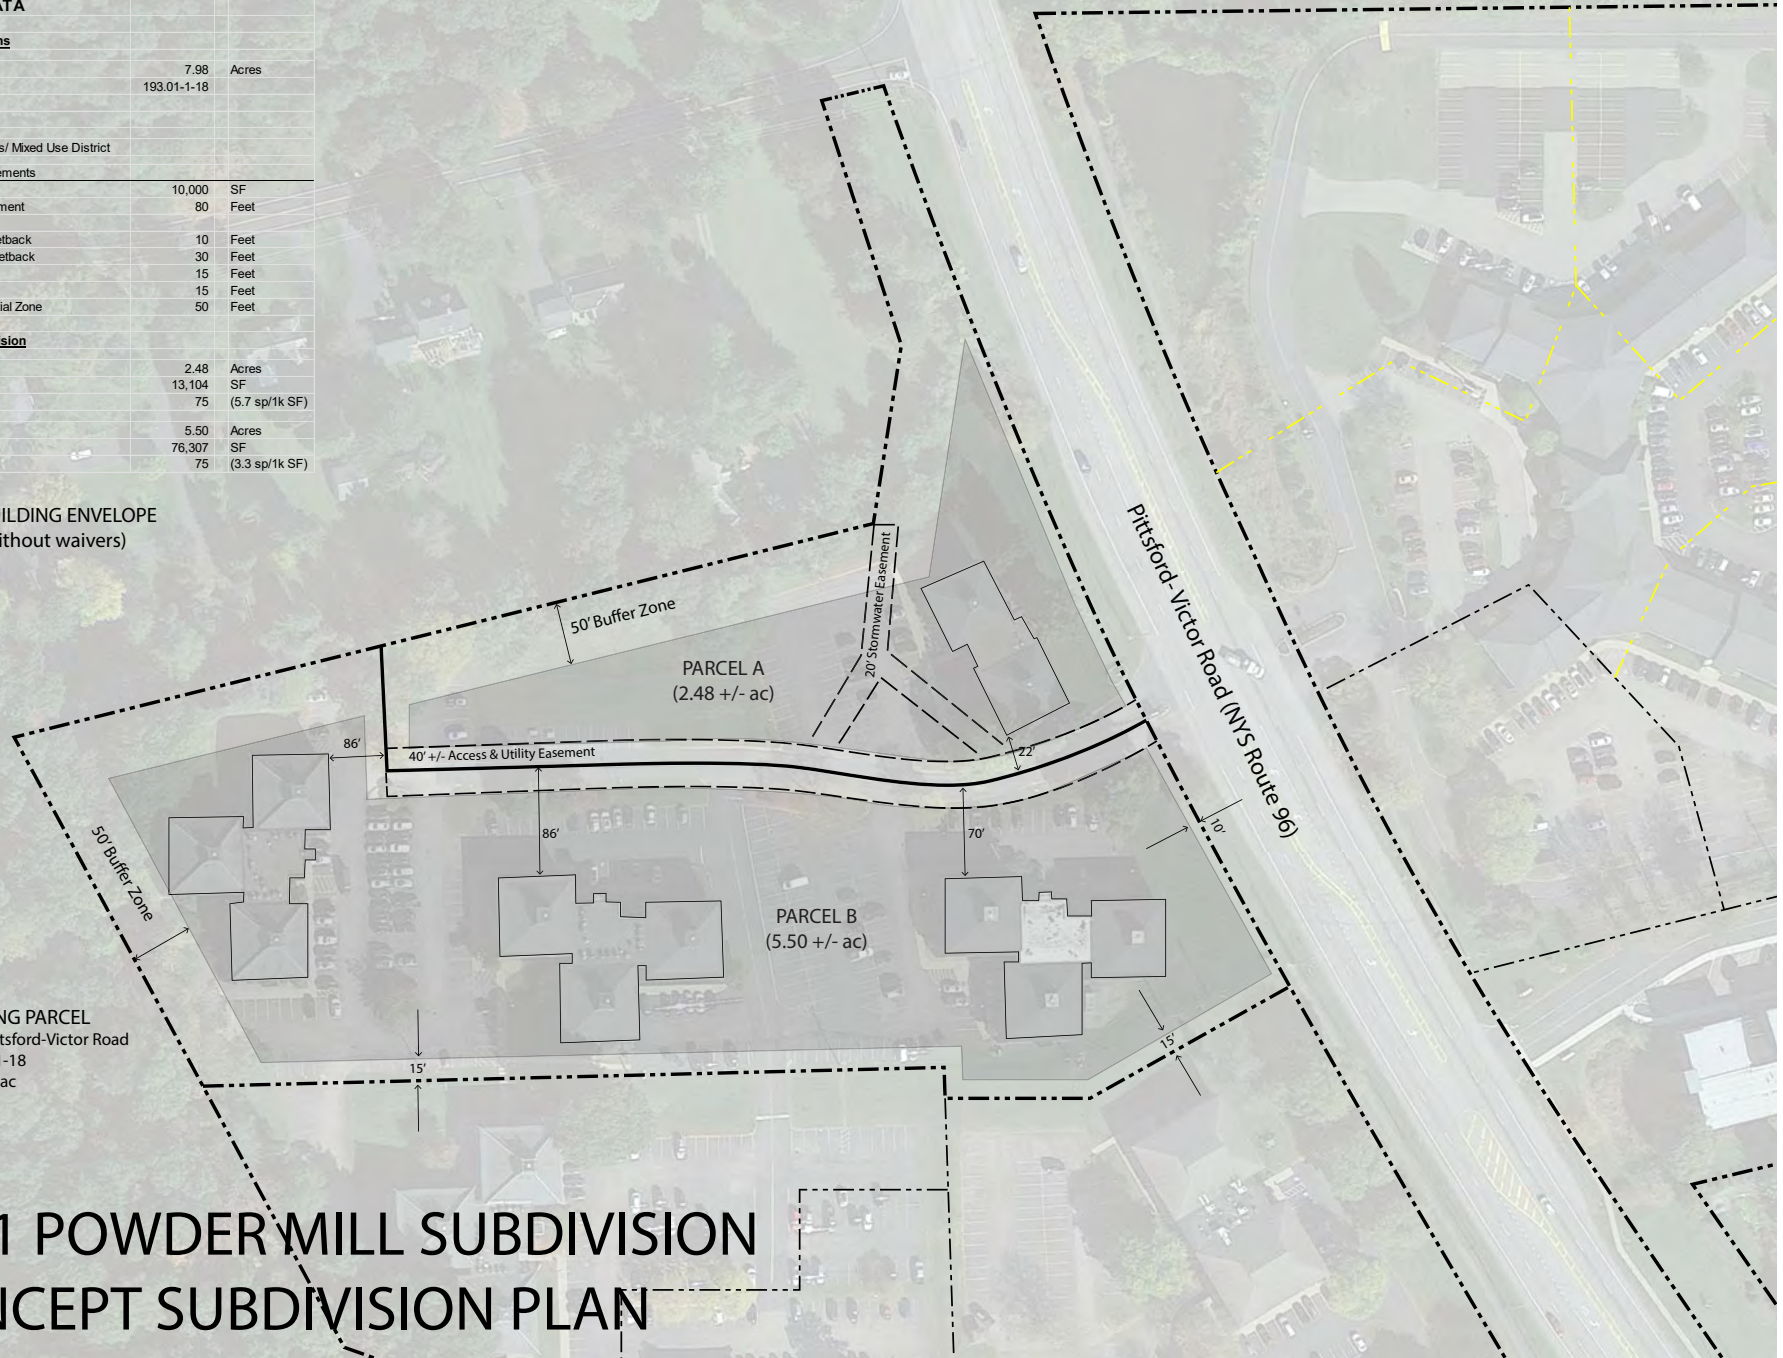 ATA
ns
7.98 Acres
193.01-1-18
s/ Mixed Use District
ements
10,000 SF
ment 80 Feet
etback 10 Feet
etback 30 Feet
15 Feet
15 Feet
ial Zone 50 Feet
sion
2.48 Acres
13,104 SF
75 (5.7 sp/1k SF)
5.50 Acres
76,307 SF
75 (3.3 sp/1k SF)
ILDING ENVELOPE
ithout waivers)
50' Buffer Zone
20' Stormwater Easement
PARCEL A
(2.48 +/- ac)
Pittsford- Victor Road (NYS Route 96)
86'
40' +/- Access & Utility Easement
22'
50' Buffer Zone
86'
70'
10'
PARCEL B
(5.50 +/- ac)
NG PARCEL
ttsford-Victor Road
1-18
ac
15'
15'
1 POWDER MILL SUBDIVISION
NCEPT SUBDIVISION PLAN